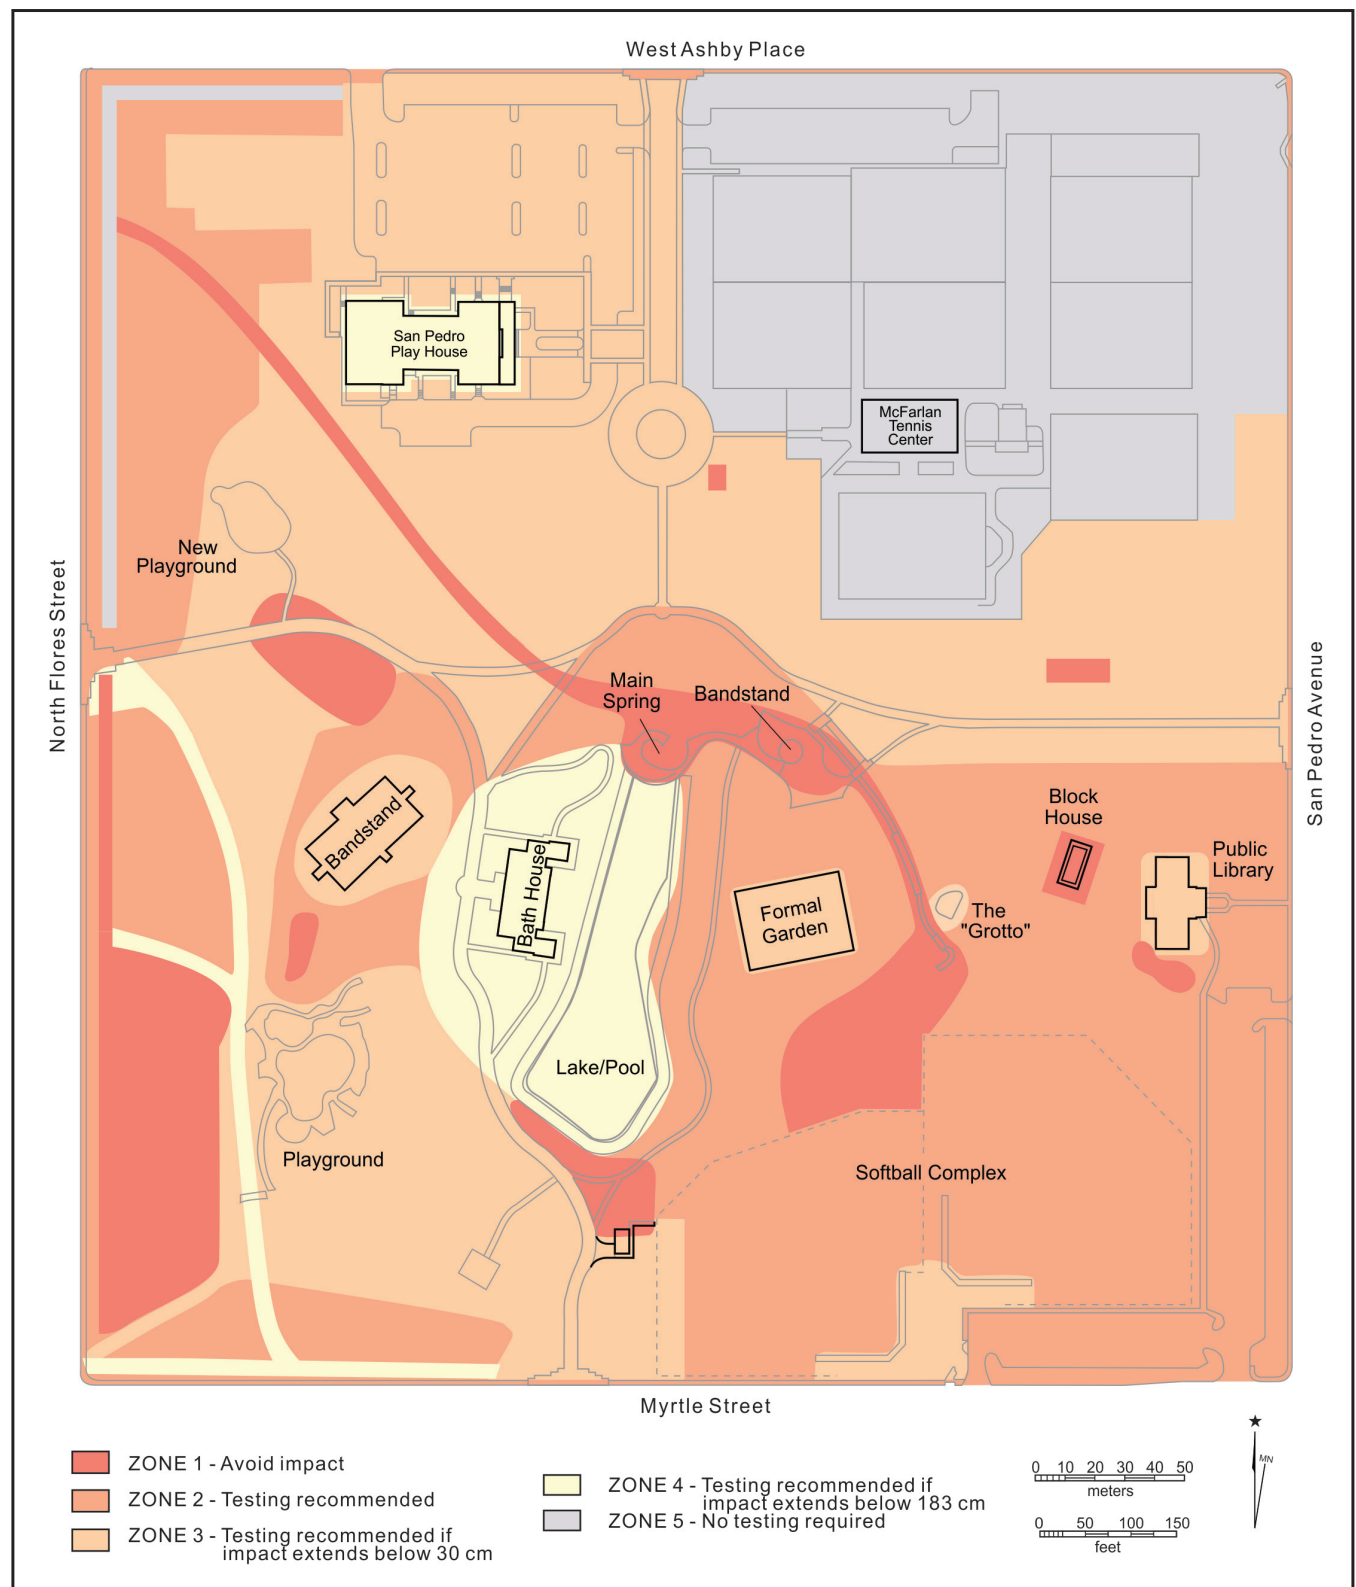 West Ashby Place
San Pedro
Play House
McFarlan
Tennis
Center
New
Playground
North Flores Street
San Pedro Avenue
Main
Spring
Bandstand
Block
House
Public
Library
Bandstand
Bath House
Formal
Garden
The
"Grotto"
Lake/Pool
Playground
Softball Complex
Myrtle Street
ZONE 1 - Avoid impact
ZONE 2 - Testing recommended
ZONE 3 - Testing recommended if
impact extends below 30 cm
ZONE 4 - Testing recommended if
impact extends below 183 cm
ZONE 5 - No testing required
0 10 20 30 40 50
meters
0 50 100 150
feet
MN